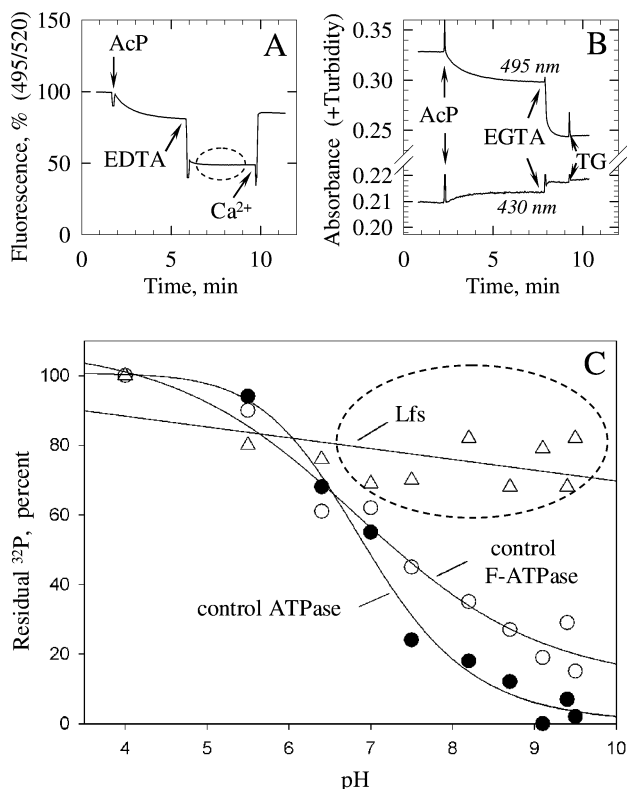 A
B
Fluorescence, % (495/520)
150
100
50
0
AcP
EDTA
Ca²⁺
0
5
10
Time, min
Absorbance (+Turbidity)
0.35
0.30
0.25
0.22
0.21
0.20
495 nm
AcP
EGTA
TG
430 nm
0
5
10
Time, min
C
Residual ³²P, percent
100
80
60
40
20
0
Lfs
control
F-ATPase
control ATPase
4
5
6
7
8
9
10
pH